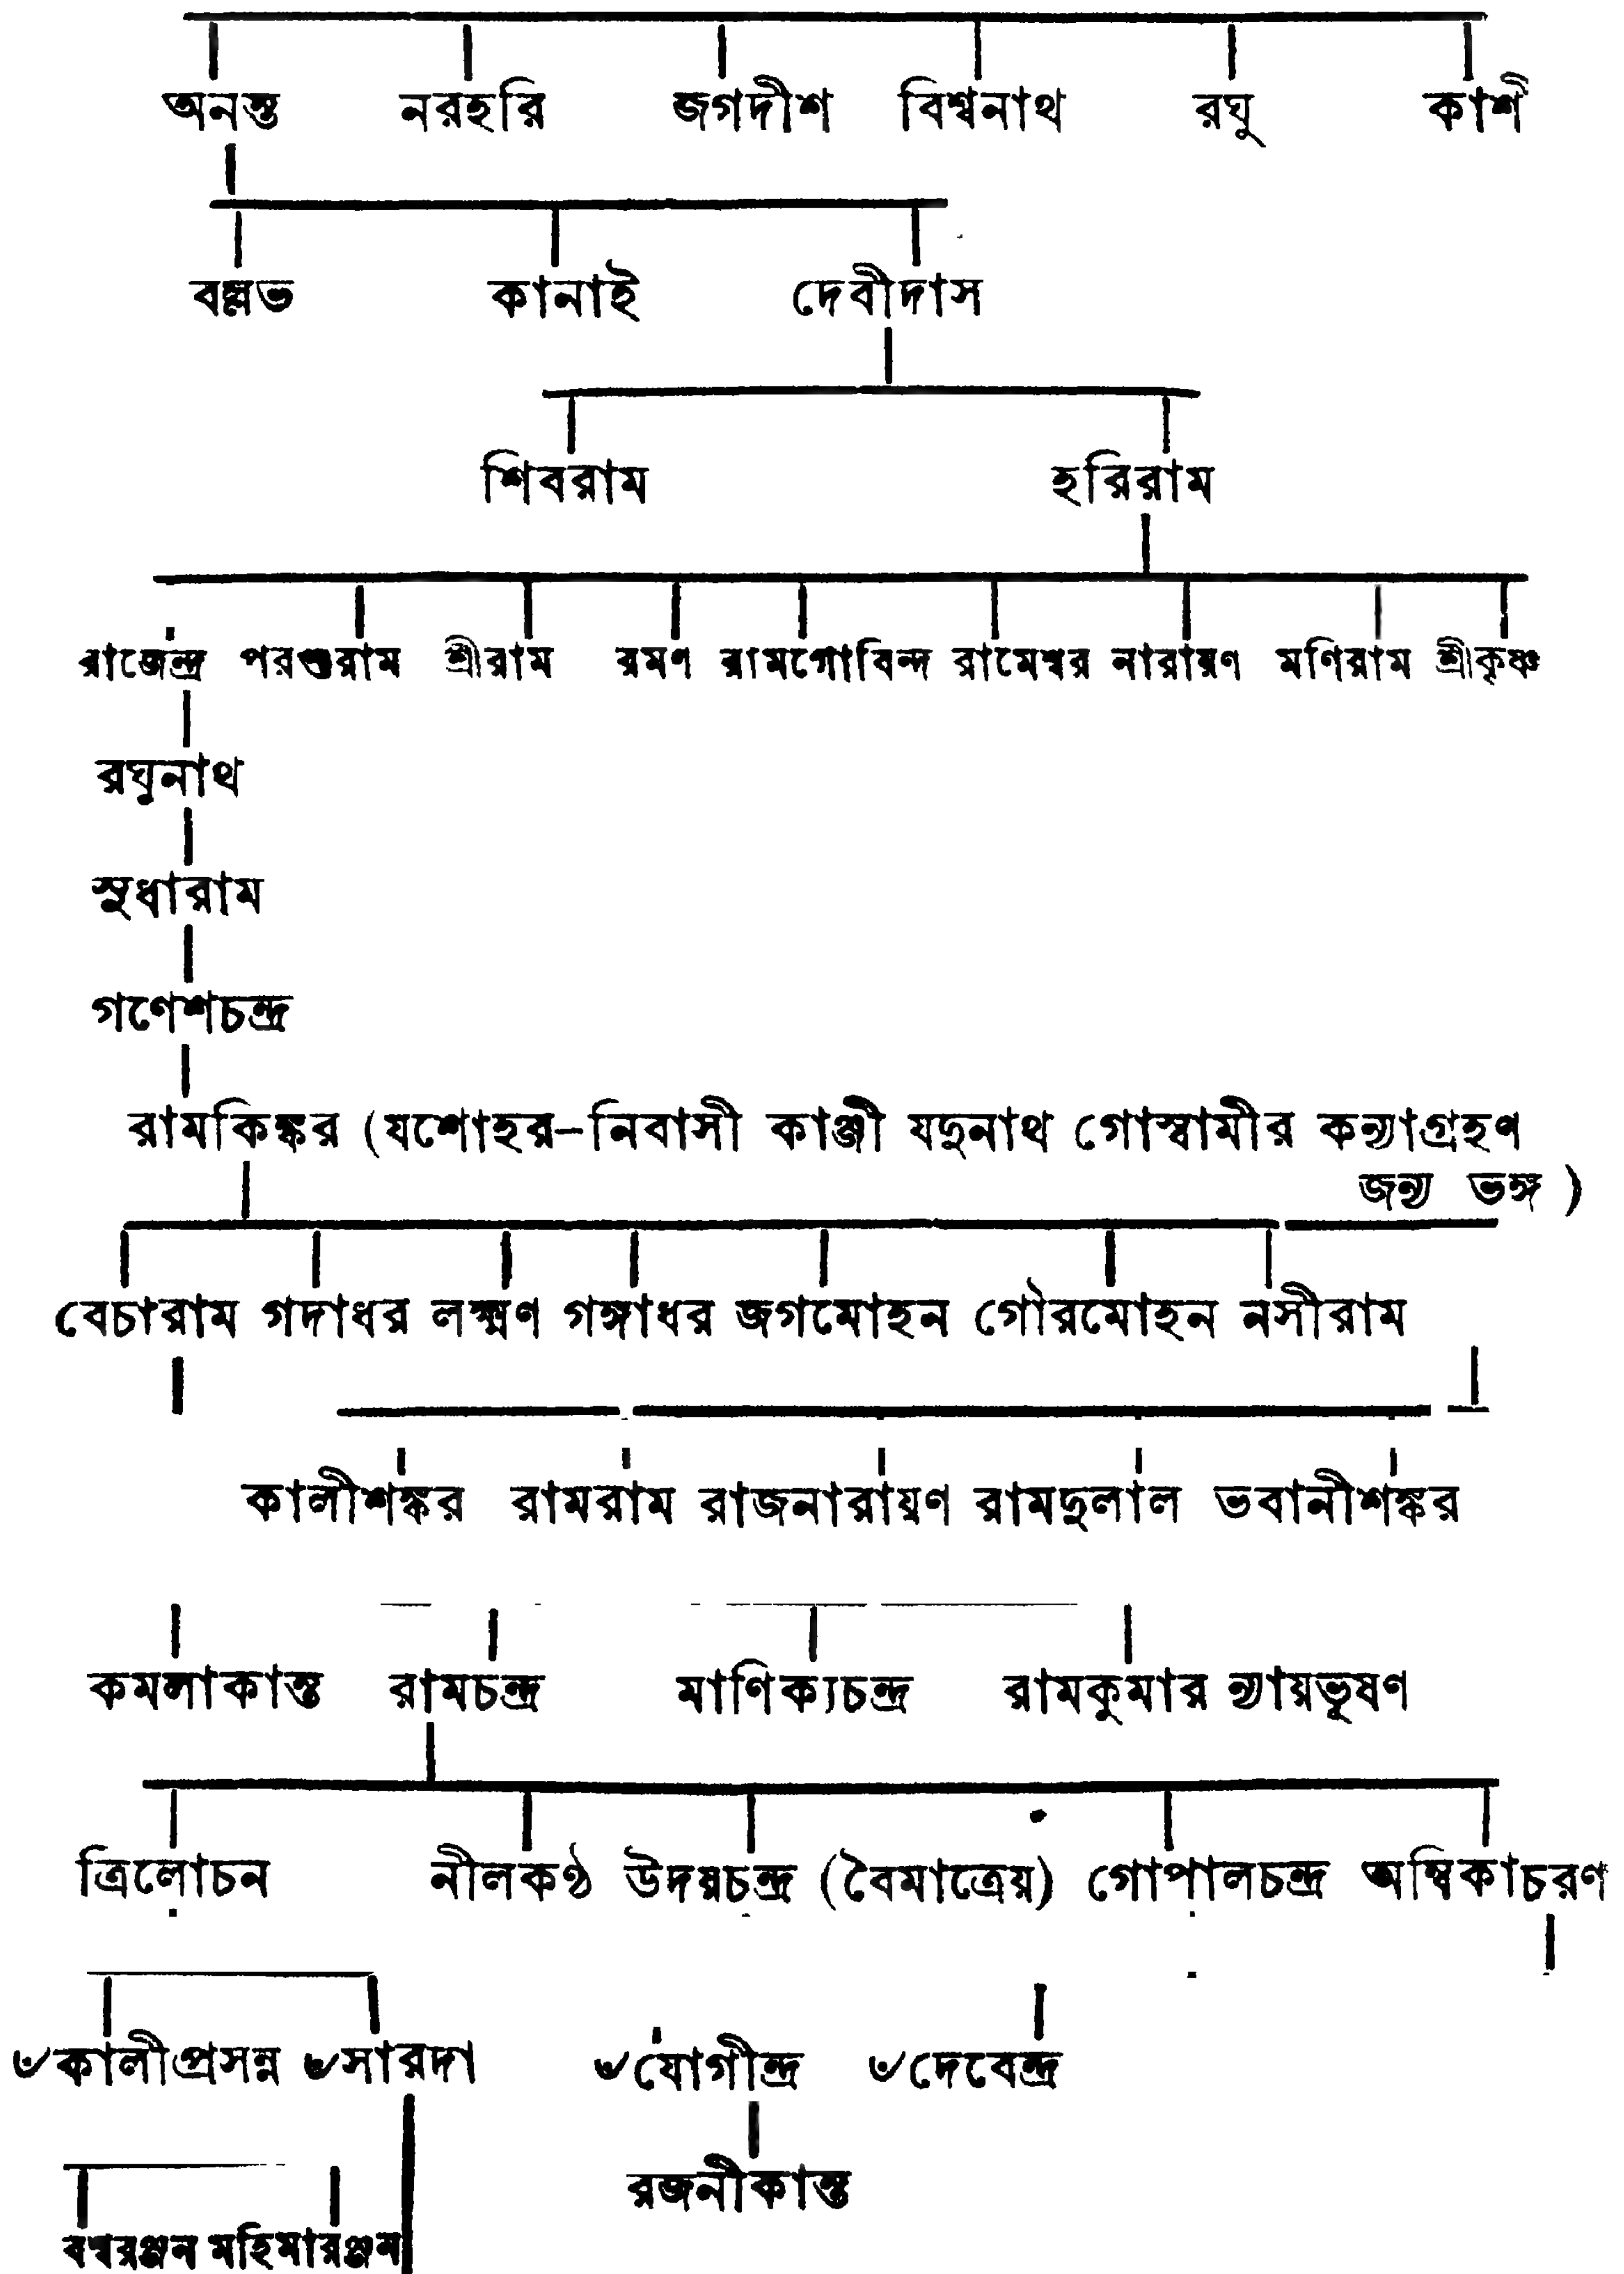 অনন্ত নরহরি জগদীশ বিশ্বনাথ রঘু কাশী
বল্লভ কানাই দেবীদাস
শিবরাম হরিরাম
রাজেন্দ্র পরশুরাম শ্রীরাম রমণ রামগোবিন্দ রামেশ্বর নারায়ণ মণিরাম শ্রীকৃষ্ণ
রঘুনাথ
সুধারাম
গণেশচন্দ্র
রামকিঙ্কর (যশোহর-নিবাসী কাঞ্জী যদুনাথ গোস্বামীর কন্যাগ্রহণ
জন্য ভঙ্গ )
বেচারাম গদাধর লক্ষ্মণ গঙ্গাধর জগমোহন গৌরমোহন নসীরাম
কালীশঙ্কর রামরাম রাজনারায়ণ রামদুলাল ভবানীশঙ্কর
কমলাকান্ত রামচন্দ্র মাণিক্যচন্দ্র রামকুমার ন্যায়ভূষণ
ত্রিলোচন নীলকণ্ঠ উদয়চন্দ্র (বৈমাত্রেয়) গোপালচন্দ্র অম্বিকাচরণ
৺কালীপ্রসন্ন ৺সারদা ৺যোগীন্দ্র ৺দেবেন্দ্র
রজনীকান্ত
মহিমারঞ্জন